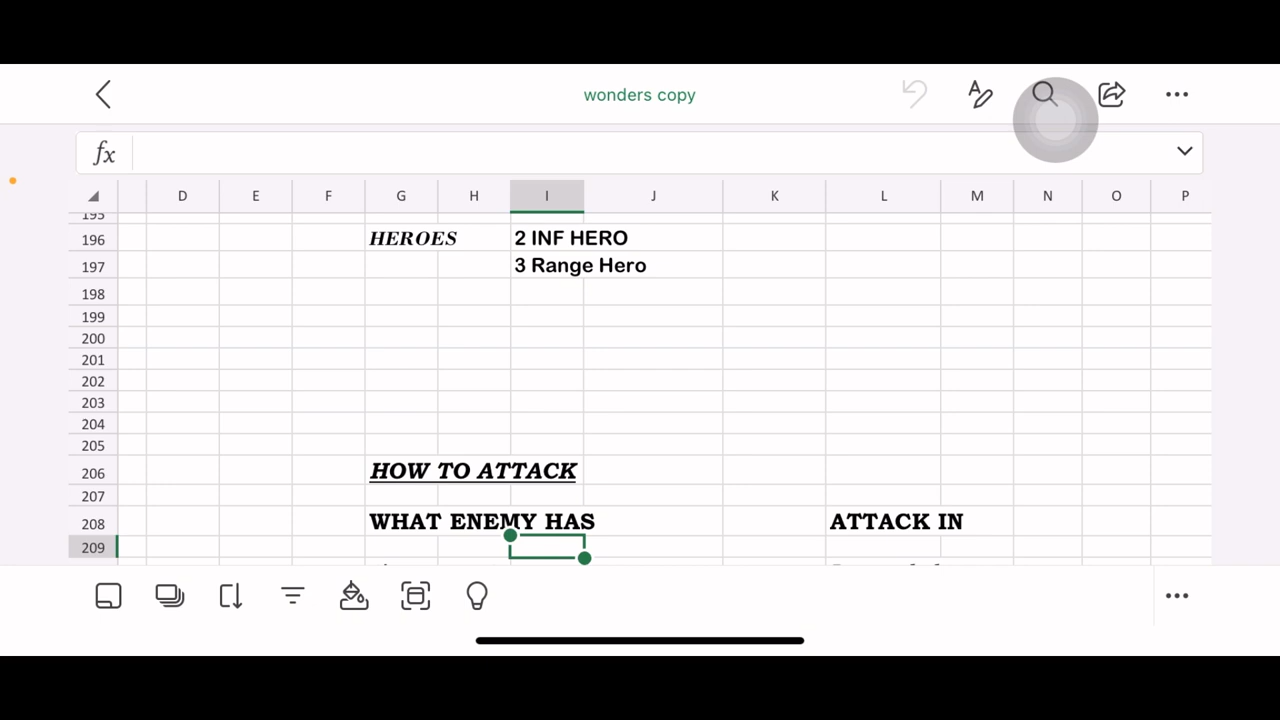 wonders copy
fx
D E F G H I J K L M N O P
195
196 HEROES 2 INF HERO
197 3 Range Hero
198
199
200
201
202
203
204
205
206 HOW TO ATTACK
207
208 WHAT ENEMY HAS ATTACK IN
209